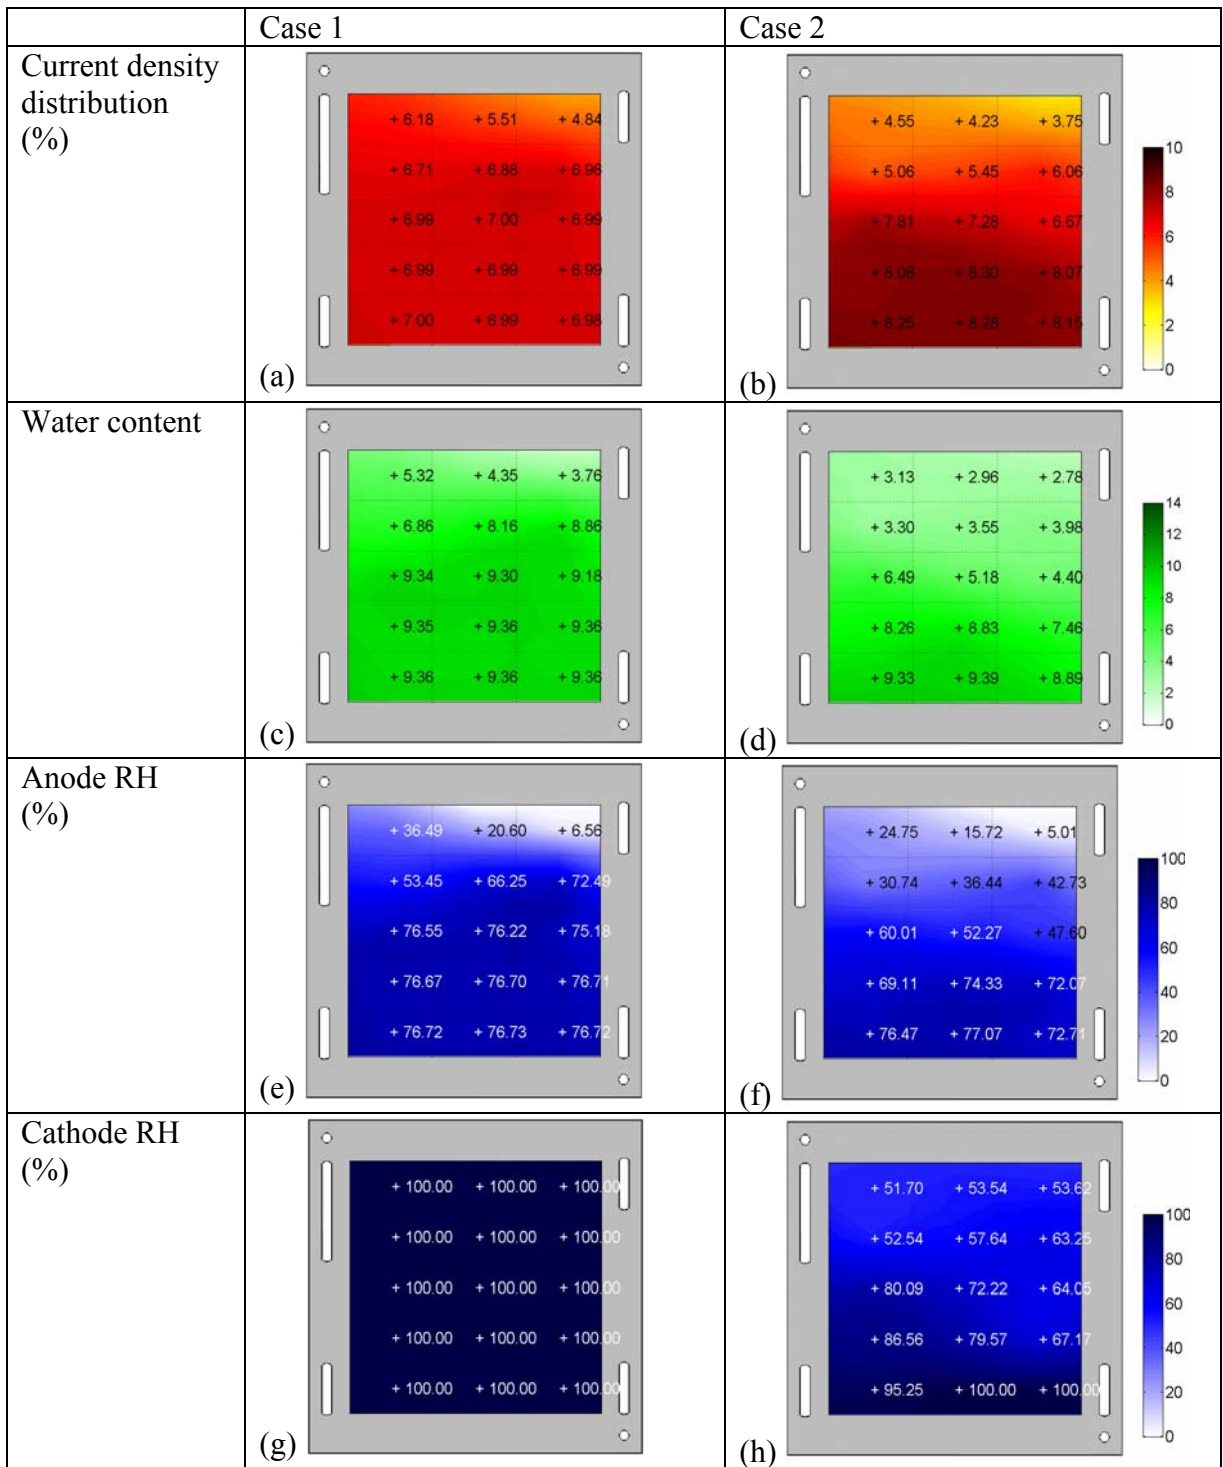 Case 1
Case 2
Current density
distribution
(%)
+ 6.18 + 5.51 + 4.84
+ 6.71 + 6.88 + 6.96
+ 6.99 + 7.00 + 6.99
+ 6.99 + 6.99 + 6.99
+ 7.00 + 6.99 + 6.98
(a)
+ 4.55 + 4.23 + 3.75
+ 5.06 + 5.45 + 6.06
+ 7.81 + 7.28 + 6.67
+ 8.08 + 8.30 + 8.07
+ 8.25 + 8.28 + 8.15
(b)
10
8
6
4
2
0
Water content
+ 5.32 + 4.35 + 3.76
+ 6.86 + 8.16 + 8.86
+ 9.34 + 9.30 + 9.18
+ 9.35 + 9.36 + 9.36
+ 9.36 + 9.36 + 9.36
(c)
+ 3.13 + 2.96 + 2.78
+ 3.30 + 3.55 + 3.98
+ 6.49 + 5.18 + 4.40
+ 8.26 + 8.83 + 7.46
+ 9.33 + 9.39 + 8.89
(d)
14
12
10
8
6
4
2
0
Anode RH
(%)
+ 36.49 + 20.60 + 6.56
+ 53.45 + 66.25 + 72.49
+ 76.55 + 76.22 + 75.18
+ 76.67 + 76.70 + 76.71
+ 76.72 + 76.73 + 76.72
(e)
+ 24.75 + 15.72 + 5.01
+ 30.74 + 36.44 + 42.73
+ 60.01 + 52.27 + 47.60
+ 69.11 + 74.33 + 72.07
+ 76.47 + 77.07 + 72.71
(f)
100
80
60
40
20
0
Cathode RH
(%)
+ 100.00 + 100.00 + 100.00
+ 100.00 + 100.00 + 100.00
+ 100.00 + 100.00 + 100.00
+ 100.00 + 100.00 + 100.00
+ 100.00 + 100.00 + 100.00
(g)
+ 51.70 + 53.54 + 53.62
+ 52.54 + 57.64 + 63.25
+ 80.09 + 72.22 + 64.05
+ 86.56 + 79.57 + 67.17
+ 95.25 + 100.00 + 100.00
(h)
100
80
60
40
20
0